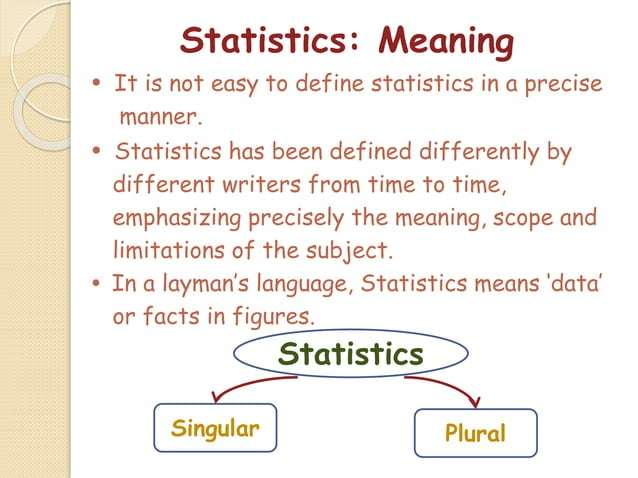 Statistics: Meaning
• It is not easy to define statistics in a precise
manner.
• Statistics has been defined differently by
different writers from time to time,
emphasizing precisely the meaning, scope and
limitations of the subject.
• In a layman’s language, Statistics means ‘data’
or facts in figures.
Statistics
Singular
Plural